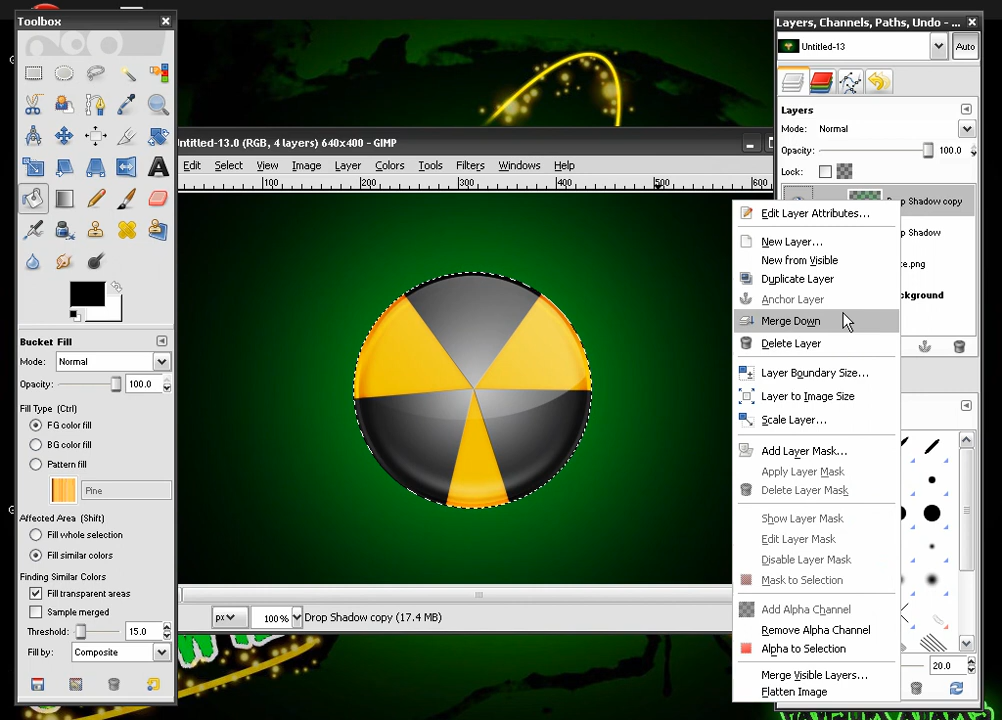 Toolbox
Layers, Channels, Paths, Undo - ...
Untitled-13
Auto
Layers
Mode: Normal
Opacity: 100.0
Lock:
Drop Shadow copy
Shadow
.png
ckground
ntitled-13.0 (RGB, 4 layers) 640x400 - GIMP
Edit Select View Image Layer Colors Tools Filters Windows Help
100 200 300 400 500 600
Edit Layer Attributes...
New Layer...
New from Visible
Duplicate Layer
Anchor Layer
Merge Down
Delete Layer
Layer Boundary Size...
Layer to Image Size
Scale Layer...
Add Layer Mask...
Apply Layer Mask
Delete Layer Mask
Show Layer Mask
Edit Layer Mask
Disable Layer Mask
Mask to Selection
Add Alpha Channel
Remove Alpha Channel
Alpha to Selection
Merge Visible Layers...
Flatten Image
Bucket Fill
Mode: Normal
Opacity: 100.0
Fill Type (Ctrl)
FG color fill
BG color fill
Pattern fill
Pine
Affected Area (Shift)
Fill whole selection
Fill similar colors
Finding Similar Colors
Fill transparent areas
Sample merged
Threshold: 15.0
Fill by: Composite
px 100% Drop Shadow copy (17.4 MB)
20.0